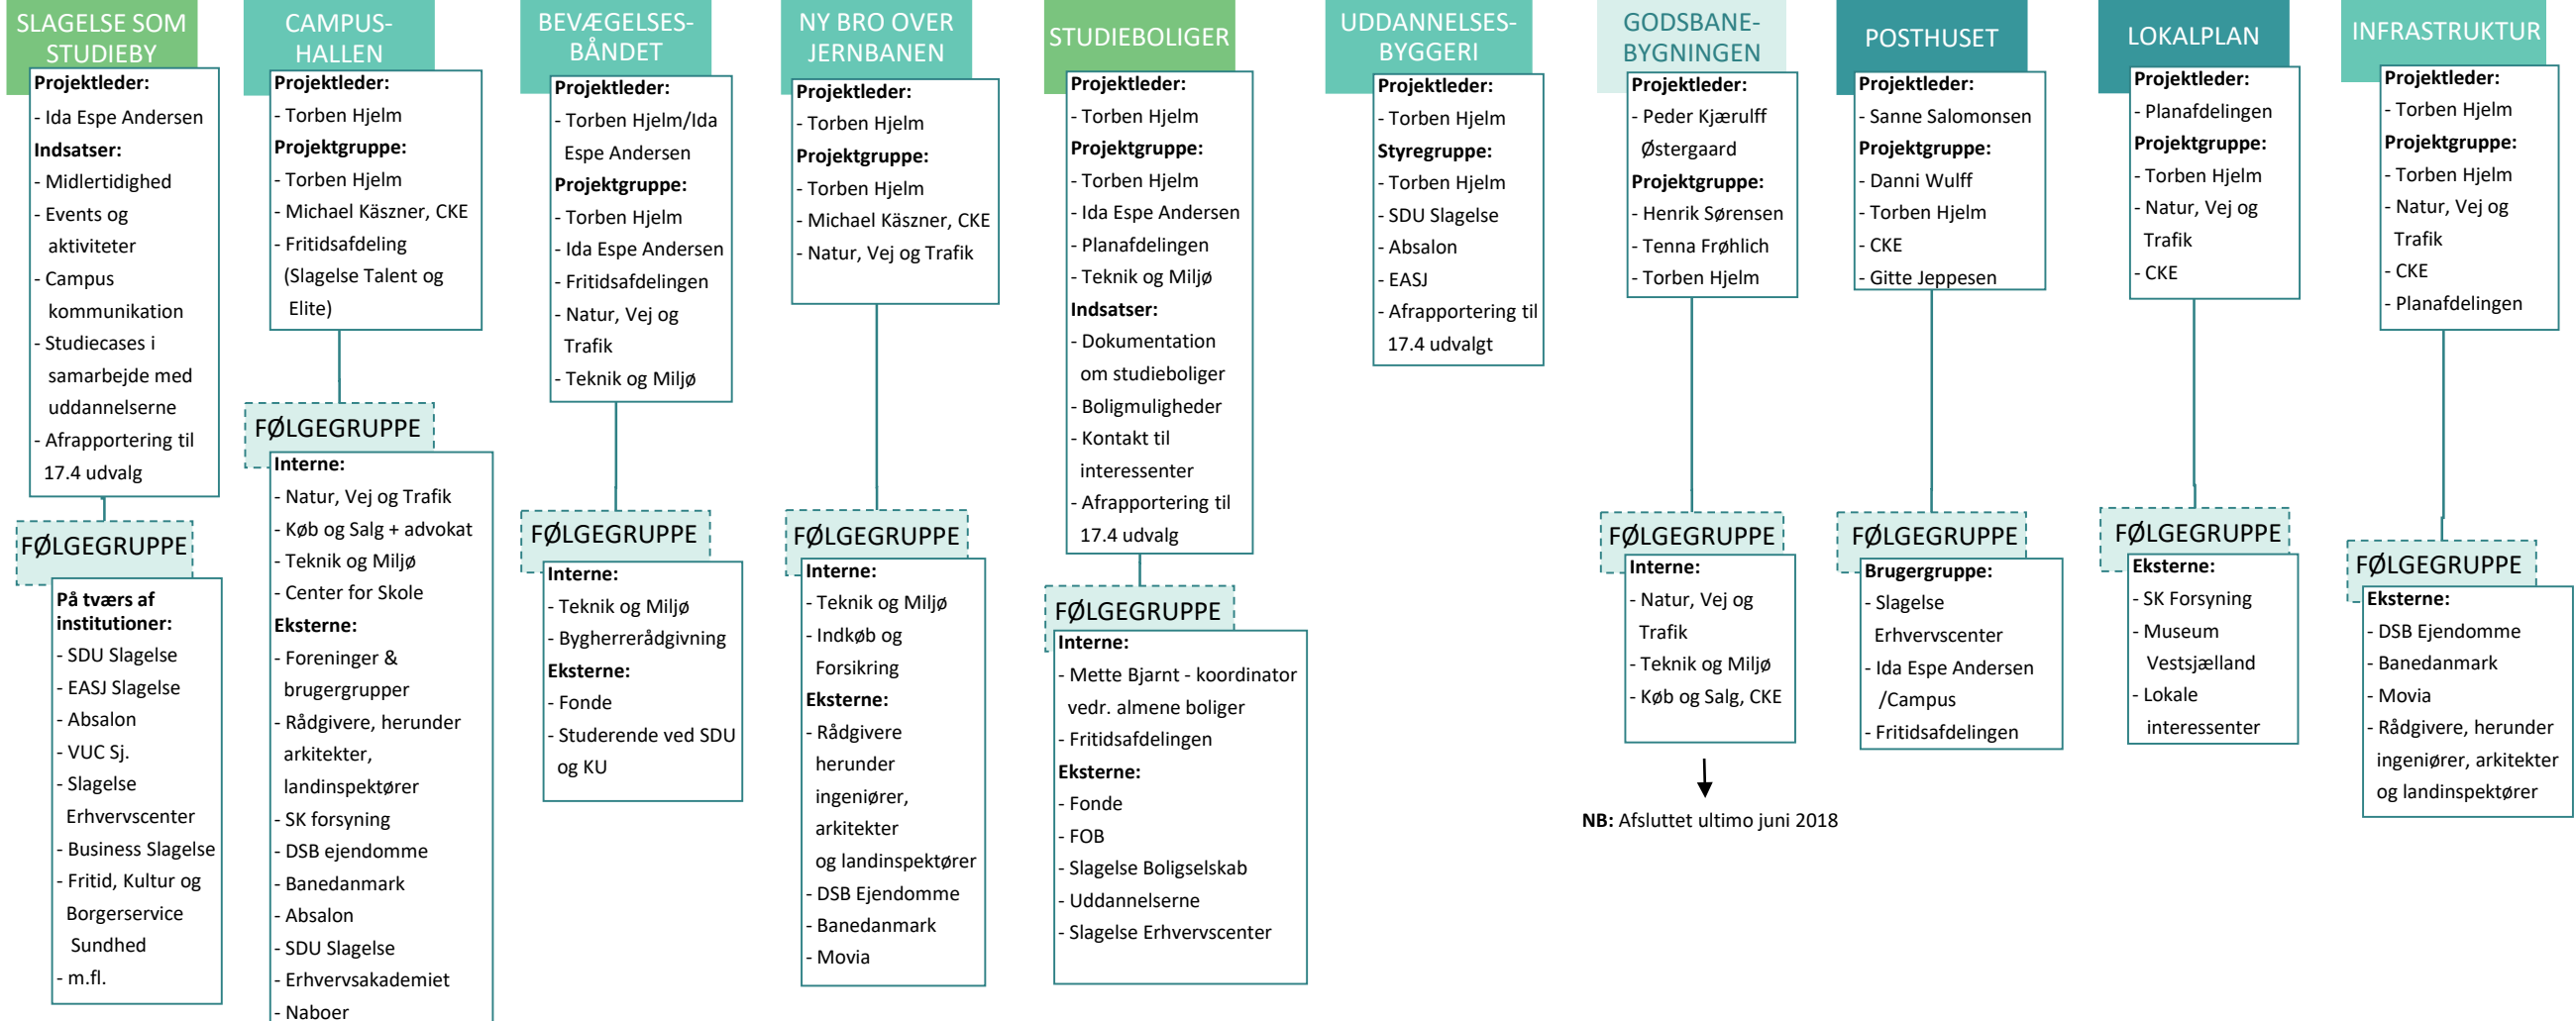 SLAGELSE SOM
STUDIEBY
Projektleder:
- Ida Espe Andersen
Indsatser:
- Midlertidighed
- Events og
aktiviteter
- Campus
kommunikation
- Studiecases i
samarbejde med
uddannelserne
- Afrapportering til
17.4 udvalg
FØLGEGRUPPE
På tværs af
institutioner:
- SDU Slagelse
- EASJ Slagelse
- Absalon
- VUC Sj.
- Slagelse
Erhvervscenter
- Business Slagelse
- Fritid, Kultur og
Borgerservice
Sundhed
- m.fl.
CAMPUS-
HALLEN
Projektleder:
- Torben Hjelm
Projektgruppe:
- Torben Hjelm
- Michael Käszner, CKE
- Fritidsafdeling
(Slagelse Talent og
Elite)
FØLGEGRUPPE
Interne:
- Natur, Vej og Trafik
- Køb og Salg + advokat
- Teknik og Miljø
- Center for Skole
Eksterne:
- Foreninger &
brugergrupper
- Rådgivere, herunder
arkitekter,
landinspektører
- SK forsyning
- DSB ejendomme
- Banedanmark
- Absalon
- SDU Slagelse
- Erhvervsakademiet
- Naboer
BEVÆGELSES-
BÅNDET
Projektleder:
- Torben Hjelm/Ida
Espe Andersen
Projektgruppe:
- Torben Hjelm
- Ida Espe Andersen
- Fritidsafdelingen
- Natur, Vej og
Trafik
- Teknik og Miljø
FØLGEGRUPPE
Interne:
- Teknik og Miljø
- Bygherrerådgivning
Eksterne:
- Fonde
- Studerende ved SDU
og KU
NY BRO OVER
JERNBANEN
Projektleder:
- Torben Hjelm
Projektgruppe:
- Torben Hjelm
- Michael Käszner, CKE
- Natur, Vej og Trafik
FØLGEGRUPPE
Interne:
- Teknik og Miljø
- Indkøb og
Forsikring
Eksterne:
- Rådgivere
herunder
ingeniører,
arkitekter
og landinspektører
- DSB Ejendomme
- Banedanmark
- Movia
STUDIEBOLIGER
Projektleder:
- Torben Hjelm
Projektgruppe:
- Torben Hjelm
- Ida Espe Andersen
- Planafdelingen
- Teknik og Miljø
Indsatser:
- Dokumentation
om studieboliger
- Boligmuligheder
- Kontakt til
interessenter
- Afrapportering til
17.4 udvalg
FØLGEGRUPPE
Interne:
- Mette Bjarnt - koordinator
vedr. almene boliger
- Fritidsafdelingen
Eksterne:
- Fonde
- FOB
- Slagelse Boligselskab
- Uddannelserne
- Slagelse Erhvervscenter
UDDANNELSES-
BYGGERI
Projektleder:
- Torben Hjelm
Styregruppe:
- Torben Hjelm
- SDU Slagelse
- Absalon
- EASJ
- Afrapportering til
17.4 udvalgt
GODSBANE-
BYGNINGEN
Projektleder:
- Peder Kjærulff
Østergaard
Projektgruppe:
- Henrik Sørensen
- Tenna Frøhlich
- Torben Hjelm
FØLGEGRUPPE
Interne:
- Natur, Vej og
Trafik
- Teknik og Miljø
- Køb og Salg, CKE
NB: Afsluttet ultimo juni 2018
POSTHUSET
Projektleder:
- Sanne Salomonsen
Projektgruppe:
- Danni Wulff
- Torben Hjelm
- CKE
- Gitte Jeppesen
FØLGEGRUPPE
Brugergruppe:
- Slagelse
Erhvervscenter
- Ida Espe Andersen
/Campus
- Fritidsafdelingen
LOKALPLAN
Projektleder:
- Planafdelingen
Projektgruppe:
- Torben Hjelm
- Natur, Vej og
Trafik
- CKE
FØLGEGRUPPE
Eksterne:
- SK Forsyning
- Museum
Vestsjælland
- Lokale
interessenter
INFRASTRUKTUR
Projektleder:
- Torben Hjelm
Projektgruppe:
- Torben Hjelm
- Natur, Vej og
Trafik
- CKE
- Planafdelingen
FØLGEGRUPPE
Eksterne:
- DSB Ejendomme
- Banedanmark
- Movia
- Rådgivere, herunder
ingeniører, arkitekter
og landinspektører